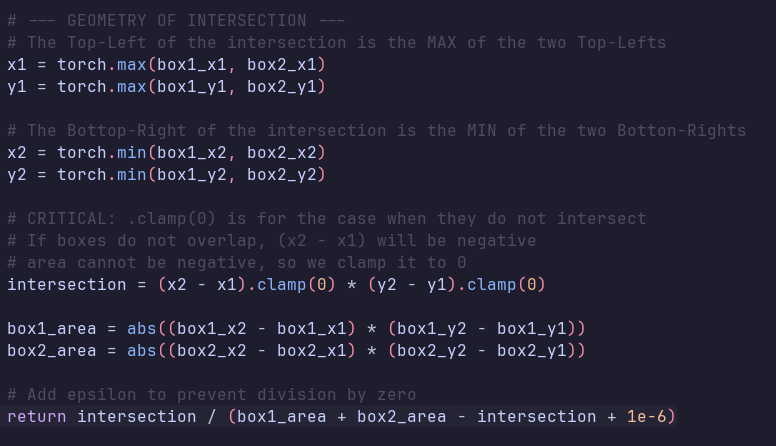 # --- GEOMETRY OF INTERSECTION ---
# The Top-Left of the intersection is the MAX of the two Top-Lefts
x1 = torch.max(box1_x1, box2_x1)
y1 = torch.max(box1_y1, box2_y1)
# The Bottop-Right of the intersection is the MIN of the two Botton-Rights
x2 = torch.min(box1_x2, box2_x2)
y2 = torch.min(box1_y2, box2_y2)
# CRITICAL: .clamp(0) is for the case when they do not intersect
# If boxes do not overlap, (x2 - x1) will be negative
# area cannot be negative, so we clamp it to 0
intersection = (x2 - x1).clamp(0) * (y2 - y1).clamp(0)
box1_area = abs((box1_x2 - box1_x1) * (box1_y2 - box1_y1))
box2_area = abs((box2_x2 - box2_x1) * (box2_y2 - box2_y1))
# Add epsilon to prevent division by zero
return intersection / (box1_area + box2_area - intersection + 1e-6)